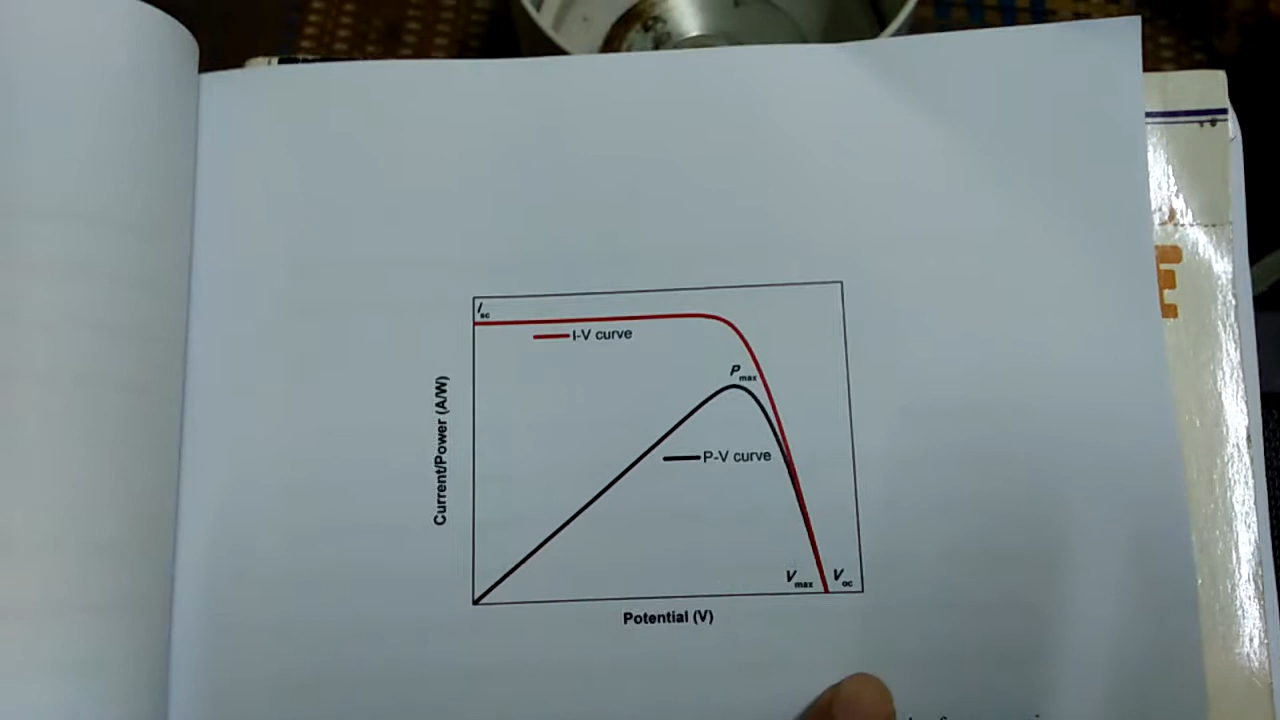 Isc
I-V curve
Pmax
P-V curve
Vmax Voc
Current/Power (A/W)
Potential (V)
E